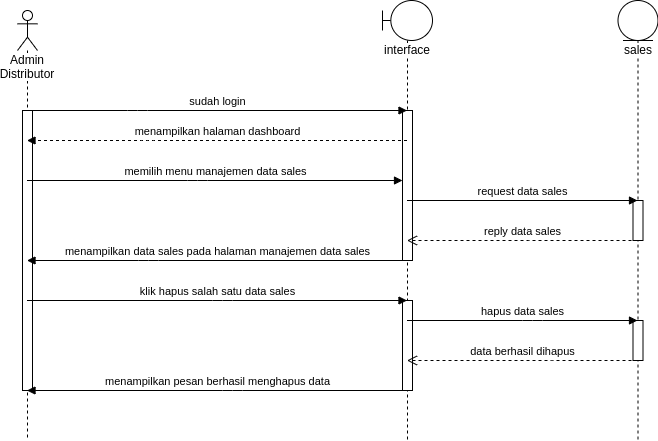 Admin
Distributor
interface
sales
sudah login
menampilkan halaman dashboard
memilih menu manajemen data sales
request data sales
reply data sales
menampilkan data sales pada halaman manajemen data sales
klik hapus salah satu data sales
hapus data sales
data berhasil dihapus
menampilkan pesan berhasil menghapus data